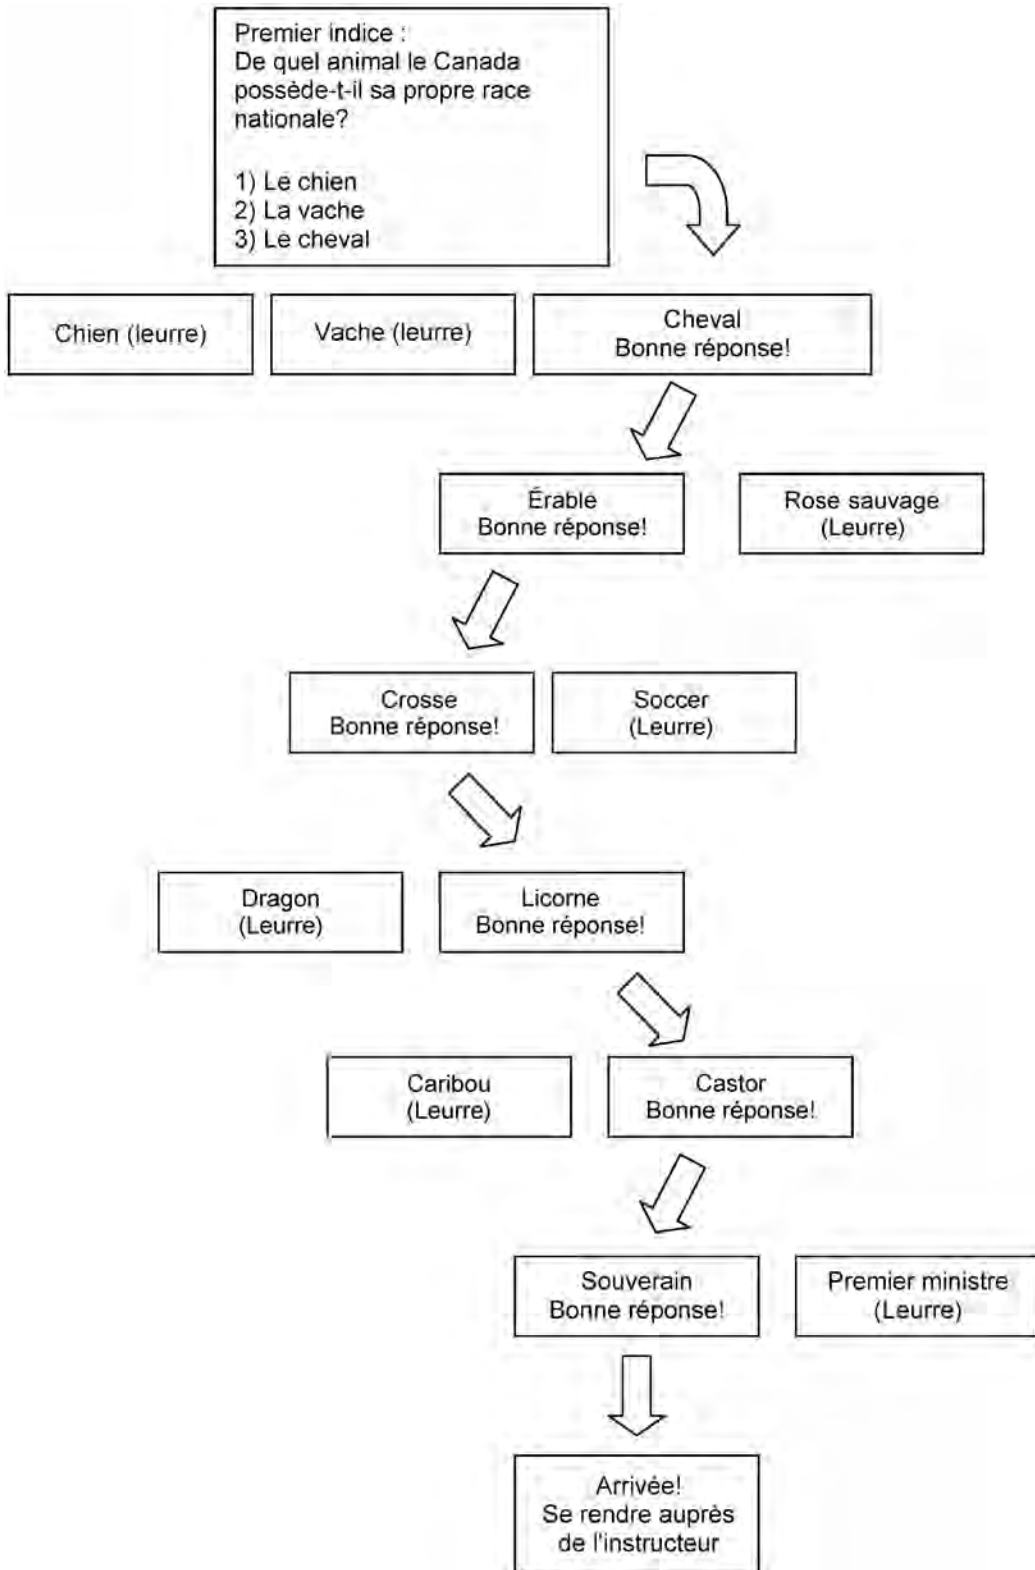 Premier indice :
De quel animal le Canada
possède-t-il sa propre race
nationale?
1) Le chien
2) La vache
3) Le cheval
Chien (leurre)
Vache (leurre)
Cheval
Bonne réponse!
Érable
Bonne réponse!
Rose sauvage
(Leurre)
Crosse
Bonne réponse!
Soccer
(Leurre)
Dragon
(Leurre)
Licorne
Bonne réponse!
Caribou
(Leurre)
Castor
Bonne réponse!
Souverain
Bonne réponse!
Premier ministre
(Leurre)
Arrivée!
Se rendre auprès
de l'instructeur